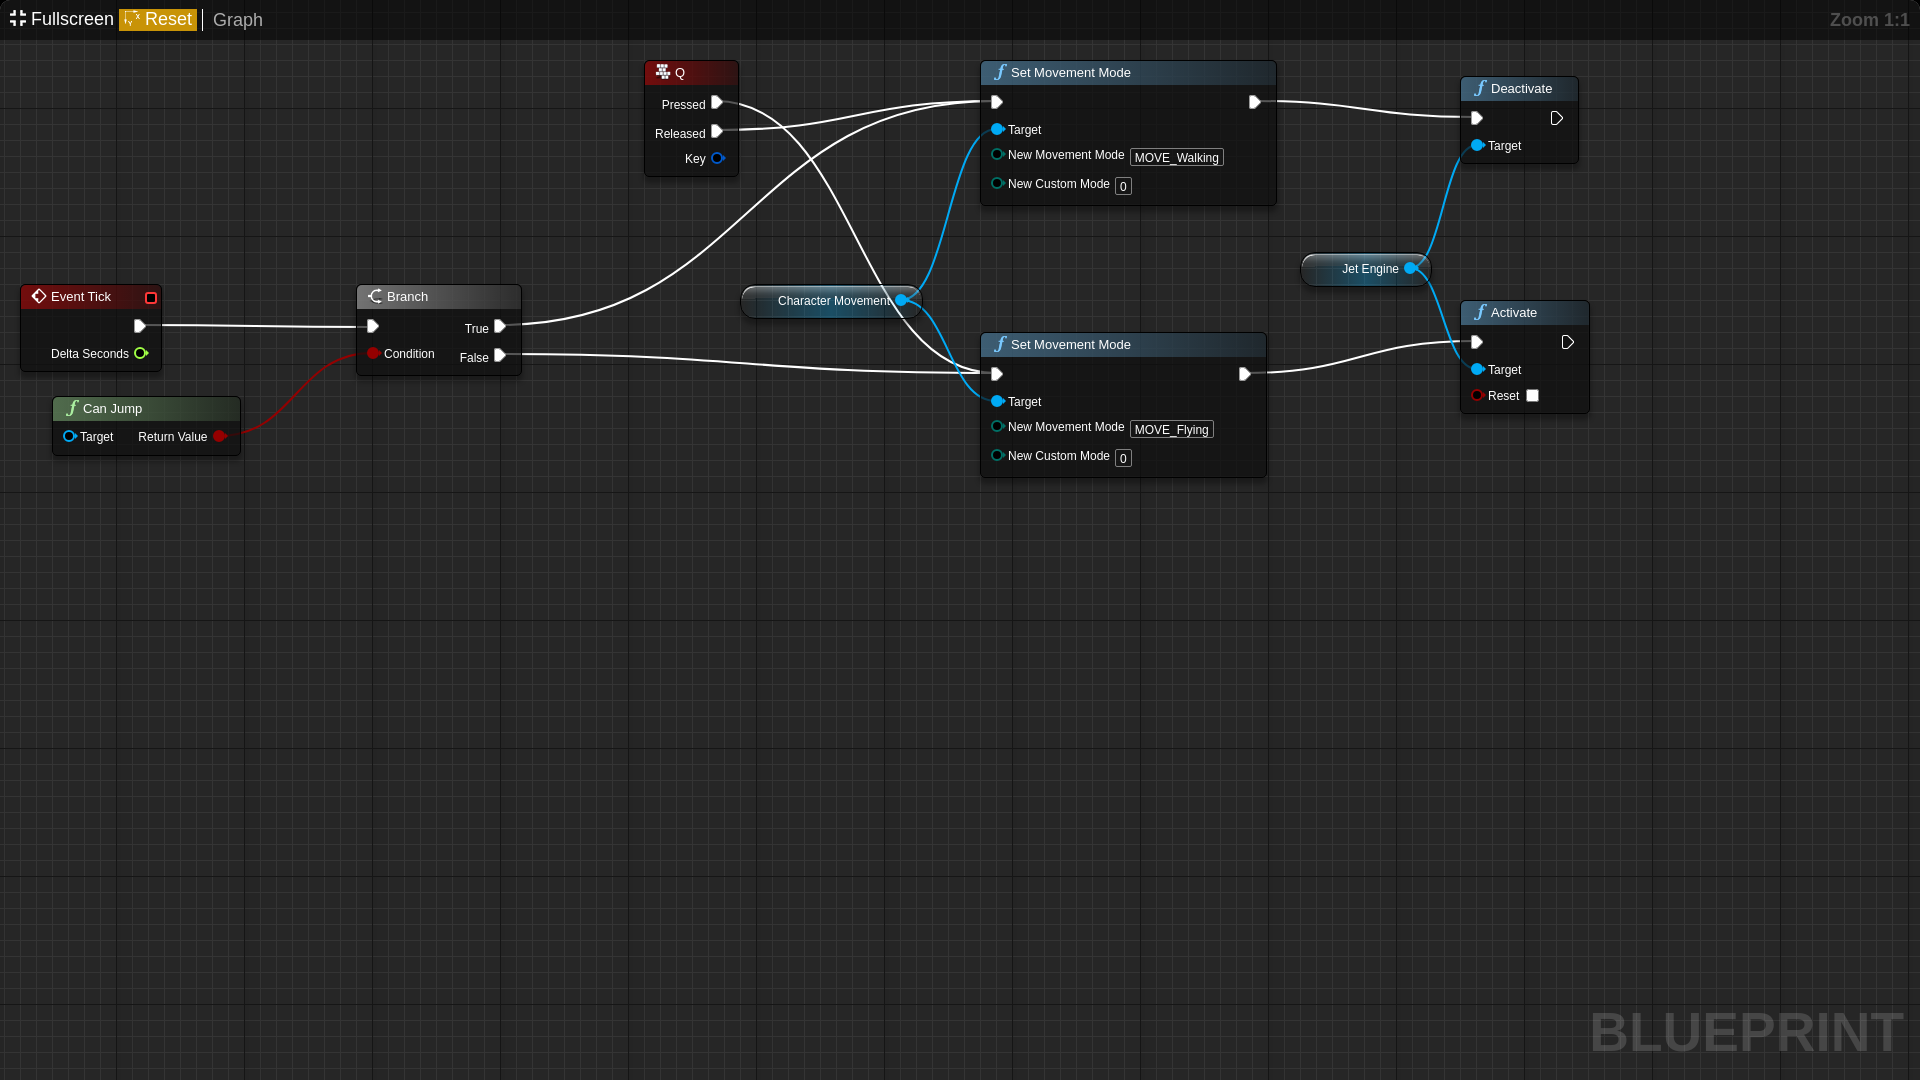 Fullscreen Reset Graph Zoom 1:1
Q
Pressed
Released
Key
Set Movement Mode
Target
New Movement Mode MOVE_Walking
New Custom Mode 0
Deactivate
Target
Jet Engine
Event Tick
Delta Seconds
Branch
True
Condition
False
Character Movement
Can Jump
Target Return Value
Set Movement Mode
Target
New Movement Mode MOVE_Flying
New Custom Mode 0
Activate
Target
Reset
BLUEPRINT